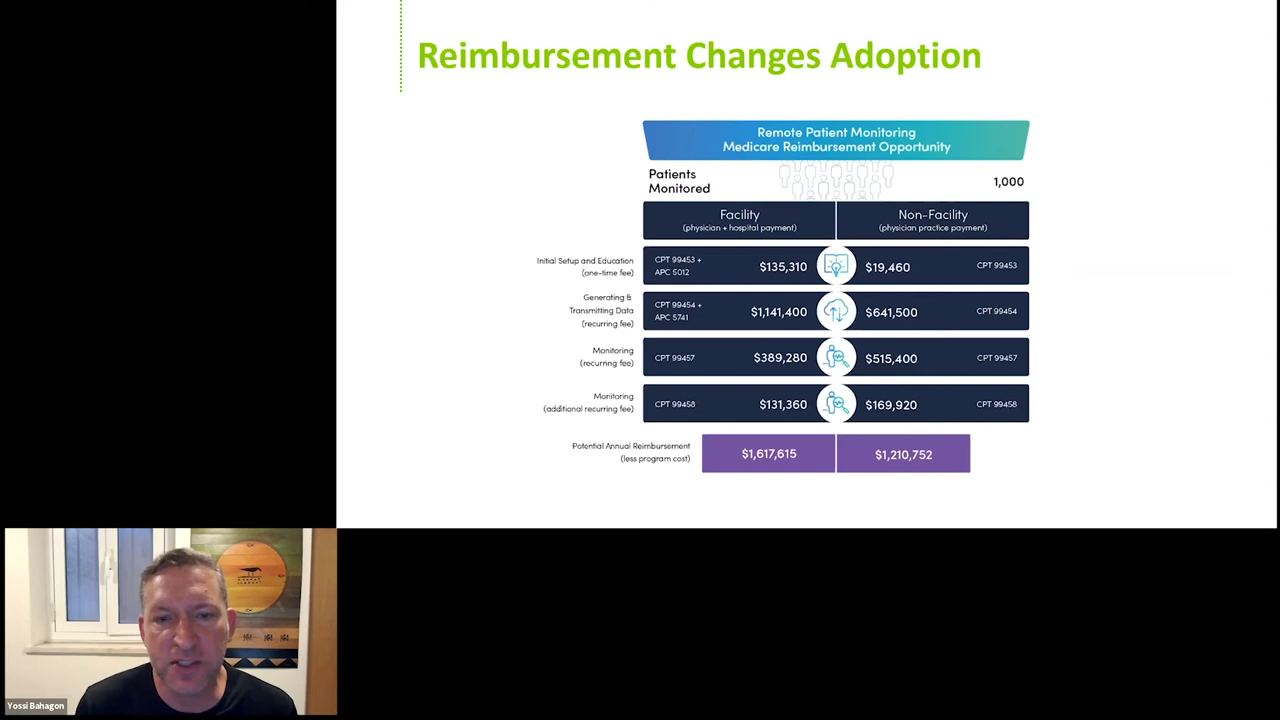 Reimbursement Changes Adoption
Remote Patient Monitoring
Medicare Reimbursement Opportunity
Patients
Monitored
1,000
Facility
(physician + hospital payment)
Non-Facility
(physician practice payment)
Initial Setup and Education
(one-time fee)
CPT 99453 +
APC 5012
$135,310
$19,460
CPT 99453
Generating &
Transmitting Data
(recurring fee)
CPT 99454 +
APC 5741
$1,141,400
$641,500
CPT 99454
Monitoring
(recurring fee)
CPT 99457
$389,280
$515,400
CPT 99457
Monitoring
(additional recurring fee)
CPT 99458
$131,360
$169,920
CPT 99458
Potential Annual Reimbursement
(less program cost)
$1,617,615
$1,210,752
Yossi Bahagon